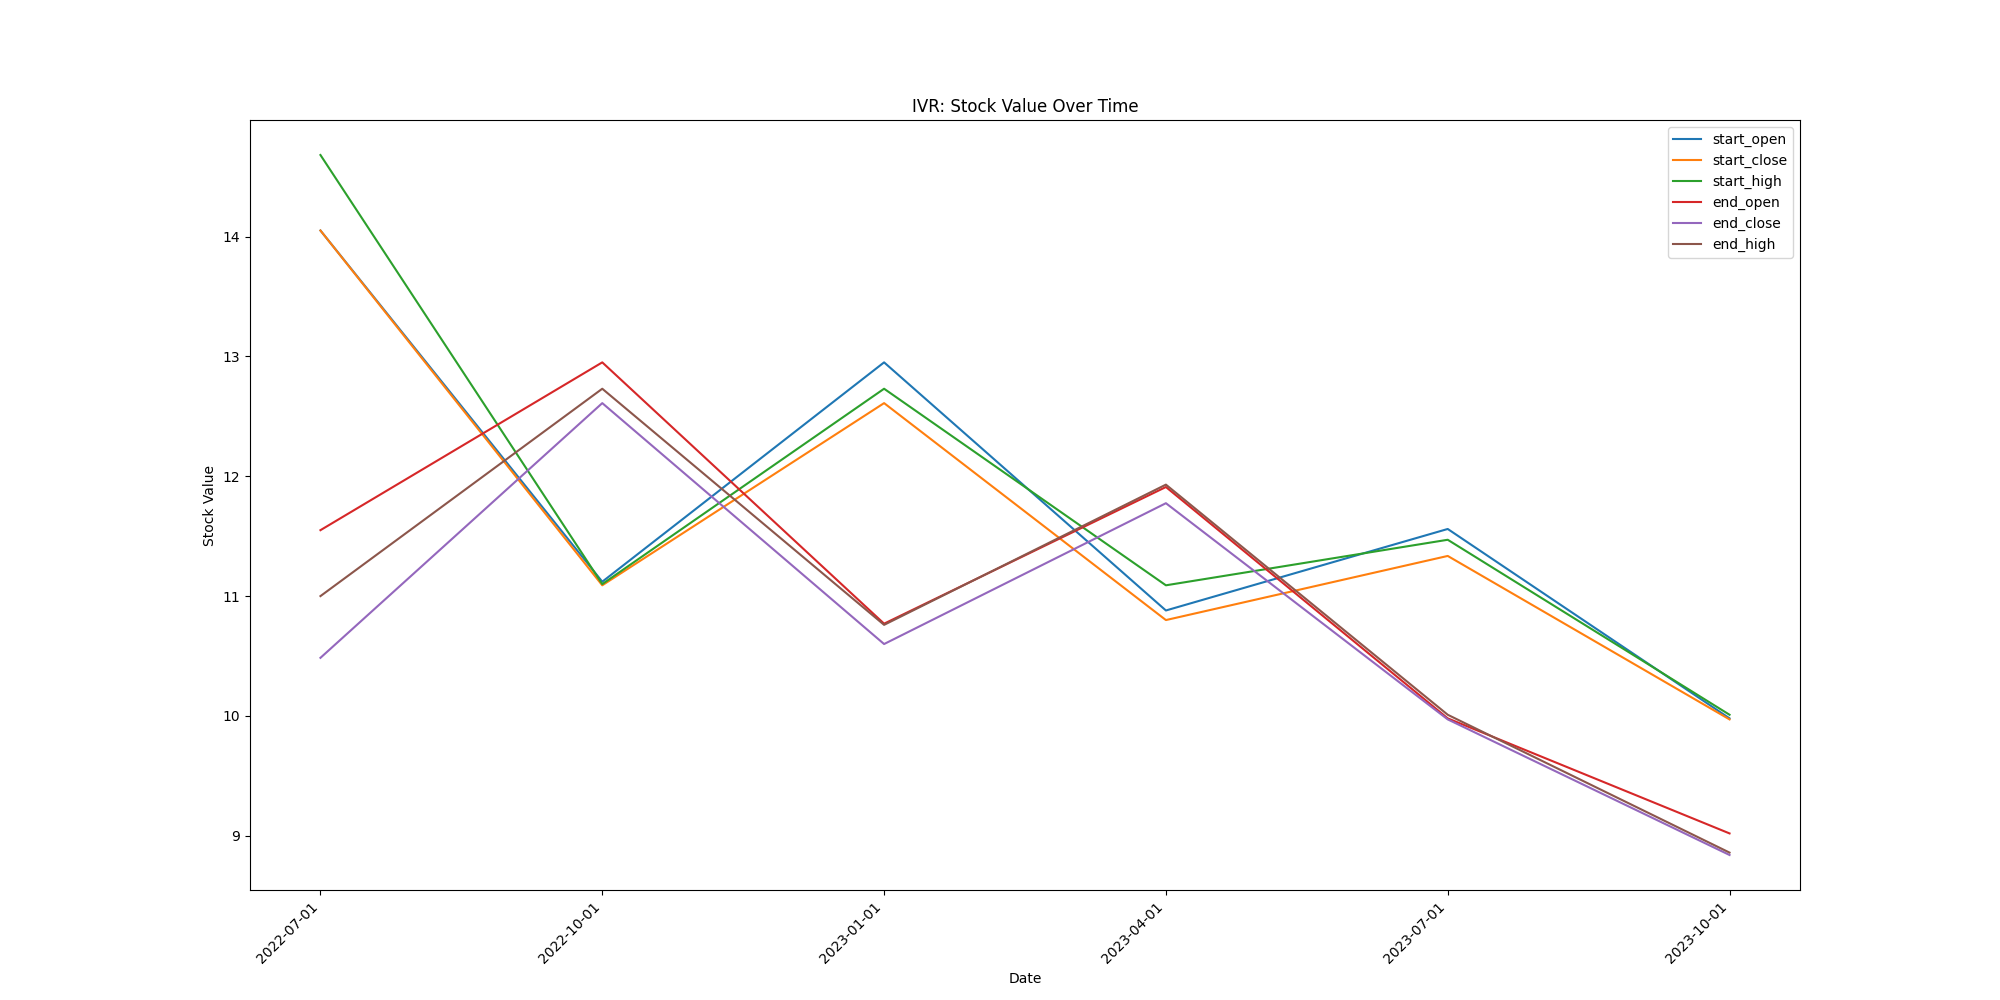 IVR: Stock Value Over Time
start_open
start_close
start_high
end_open
end_close
end_high
Stock Value
14
13
12
11
10
9
2022-07-01
2022-10-01
2023-01-01
2023-04-01
2023-07-01
2023-10-01
Date